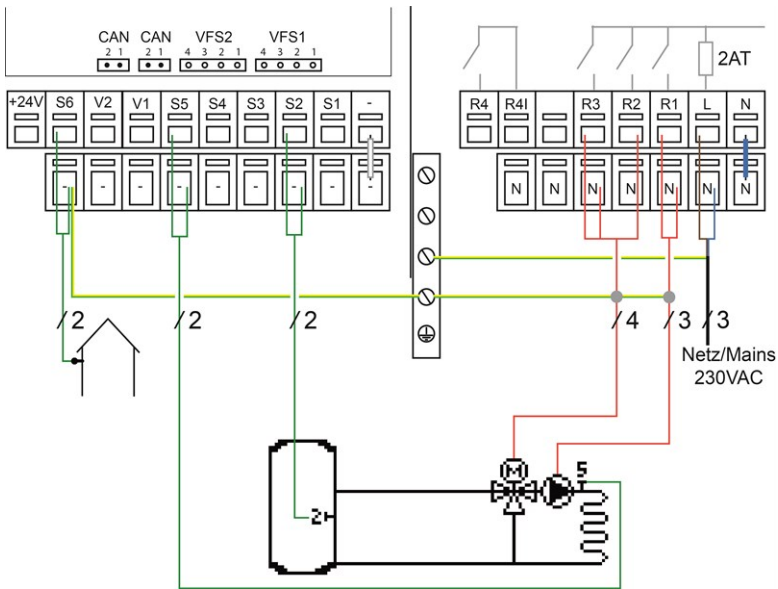 CAN CAN VFS2 VFS1
2 1 2 1 4 3 2 1 4 3 2 1
2AT
+24V S6 V2 V1 S5 S4 S3 S2 S1 -
R4 R4I R3 R2 R1 L N
- - - - - - - - -
N N N N N N N
/2 /2 /2 /4 /3 /3
Netz/Mains
230VAC
M
5
2